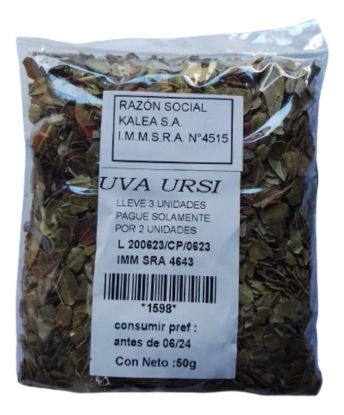 RAZÓN SOCIAL
KALEA S.A.
I.M.M.S.R.A. N°4515
UVA URSI
LLEVE 3 UNIDADES
PAGUE SOLAMENTE
POR 2 UNIDADES
L 200623/CP/0623
IMM SRA 4643
*1598*
consumir pref :
antes de 06/24
Con Neto :50g